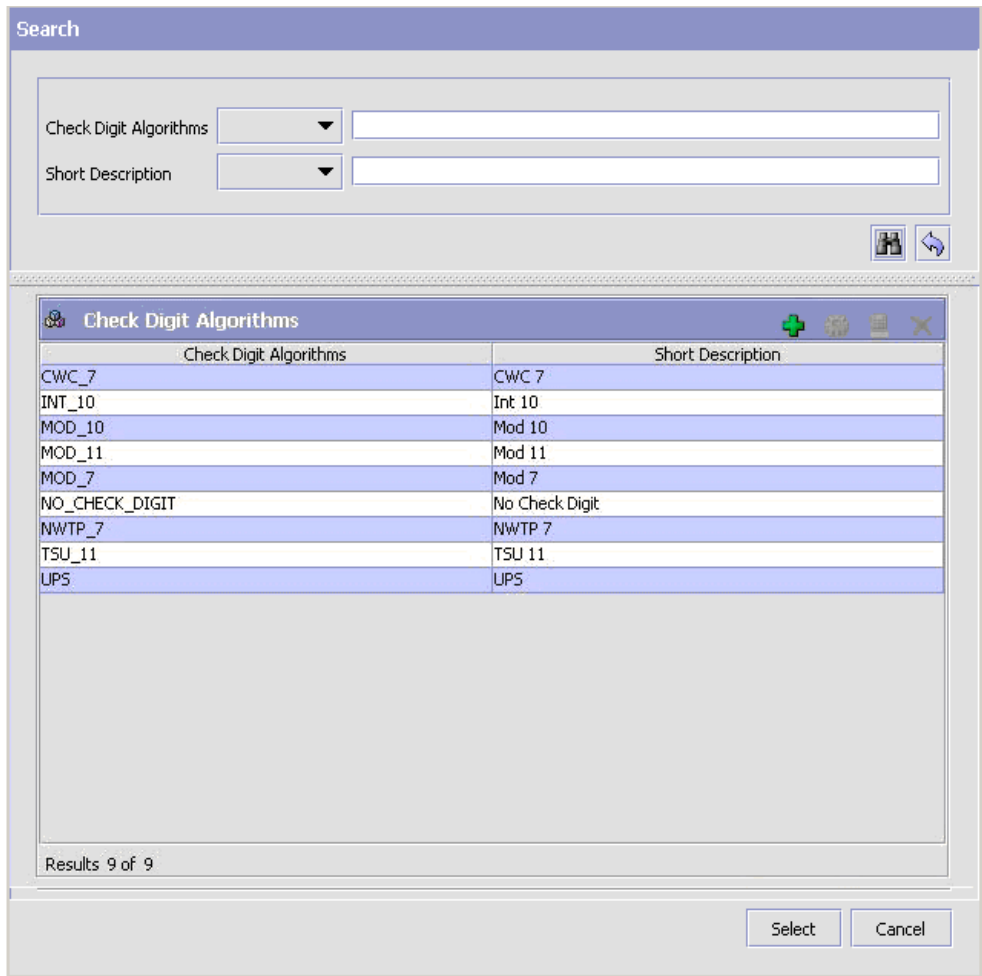 Search
Check Digit Algorithms
Short Description
Check Digit Algorithms
Check Digit Algorithms Short Description
CWC_7 CWC 7
INT_10 Int 10
MOD_10 Mod 10
MOD_11 Mod 11
MOD_7 Mod 7
NO_CHECK_DIGIT No Check Digit
NWTP_7 NWTP 7
TSU_11 TSU 11
UPS UPS
Results 9 of 9
Select Cancel